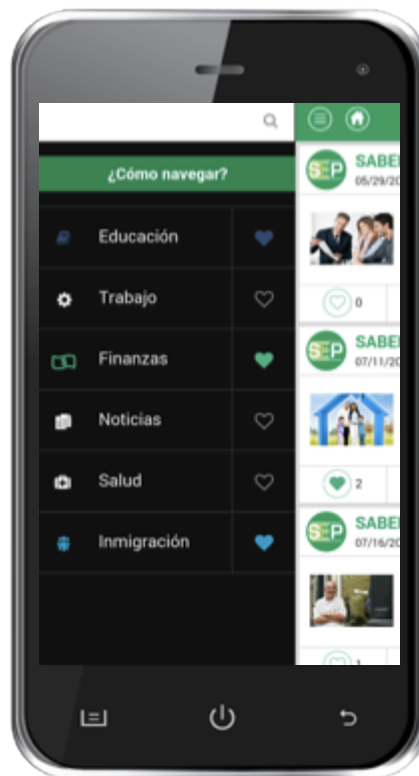 ¿Cómo navegar?
Educación
Trabajo
Finanzas
Noticias
Salud
Inmigración
SEP
SABE
05/29/20
0
SEP
SABE
07/11/20
2
SEP
SABE
07/16/20
1